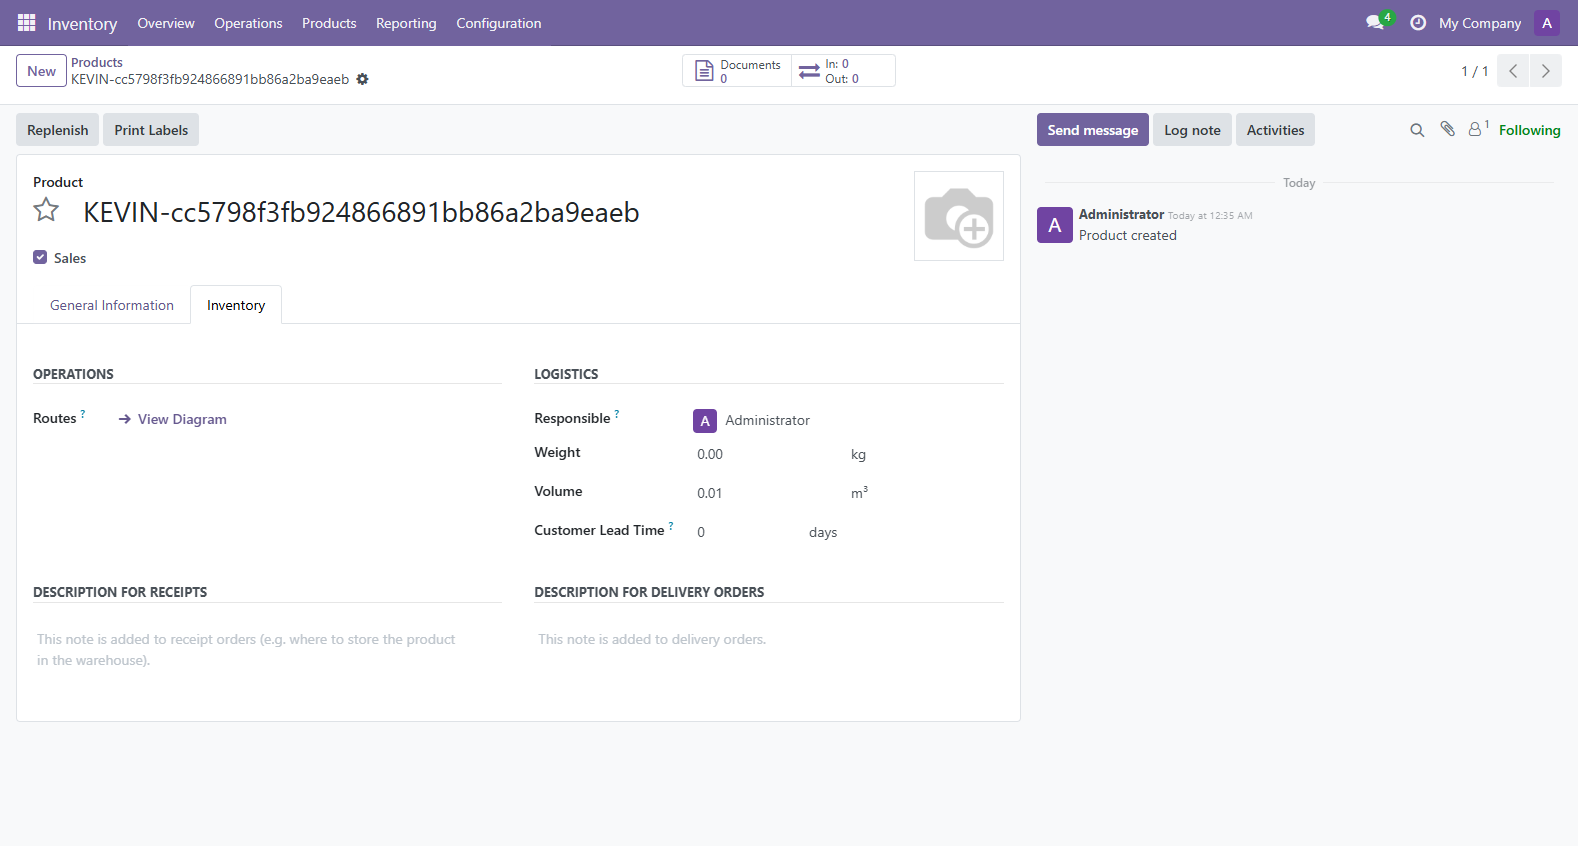 Inventory Overview Operations Products Reporting Configuration 4 My Company A
New Products
KEVIN-cc5798f3fb924866891bb86a2ba9eaeb
Documents
0
In: 0
Out: 0
1 / 1
Replenish Print Labels
Send message Log note Activities 1 Following
Product
KEVIN-cc5798f3fb924866891bb86a2ba9eaeb
Sales
General Information Inventory
OPERATIONS
Routes ? View Diagram
LOGISTICS
Responsible ? A Administrator
Weight 0.00 kg
Volume 0.01 m³
Customer Lead Time ? 0 days
DESCRIPTION FOR RECEIPTS
This note is added to receipt orders (e.g. where to store the product
in the warehouse).
DESCRIPTION FOR DELIVERY ORDERS
This note is added to delivery orders.
Today
A Administrator Today at 12:35 AM
Product created